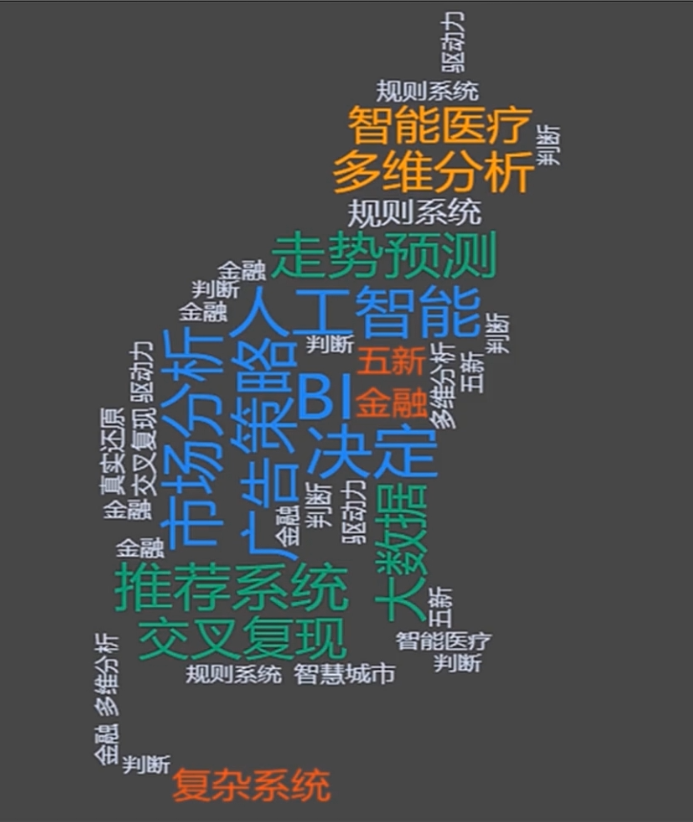 驱动力
规则系统
智能医疗
判断
多维分析
规则系统
走势预测
金融
判断
金融
人工智能
判断
判断
五新
多维分析
五新
驱动力
市场分析
广告策略
BI
金融
真实还原
交叉复现
决定
金融
金融
判断
驱动力
大数据
金融
推荐系统
五新
交叉复现
智能医疗
判断
规则系统
智慧城市
多维分析
金融
判断
复杂系统